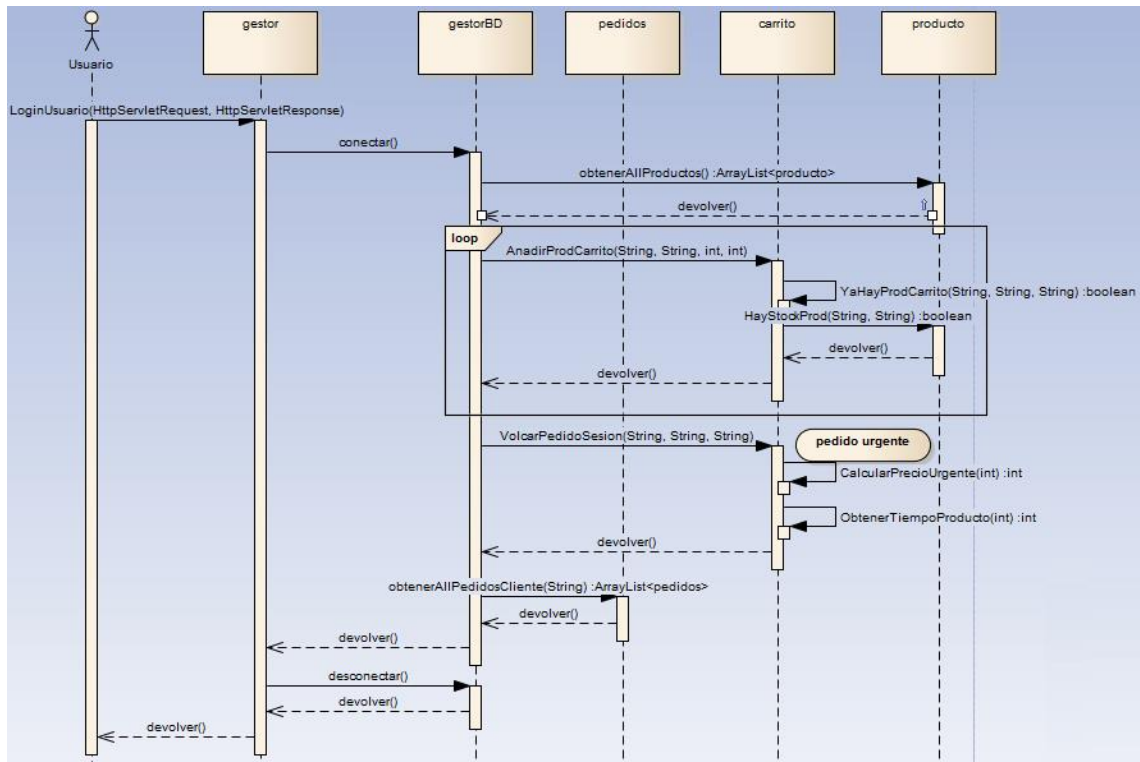 gestor
gestorBD
pedidos
carrito
producto
Usuario
LoginUsuario(HttpServletRequest, HttpServletResponse)
conectar()
obtenerAllProductos() :ArrayList<producto>
devolver()
loop
AnadirProdCarrito(String, String, int, int)
YaHayProdCarrito(String, String, String) :boolean
HayStockProd(String, String) :boolean
devolver()
devolver()
VolcarPedidoSesion(String, String, String)
pedido urgente
CalcularPrecioUrgente(int) :int
ObtenerTiempoProducto(int) :int
devolver()
obtenerAllPedidosCliente(String) :ArrayList<pedidos>
devolver()
devolver()
desconectar()
devolver()
devolver()